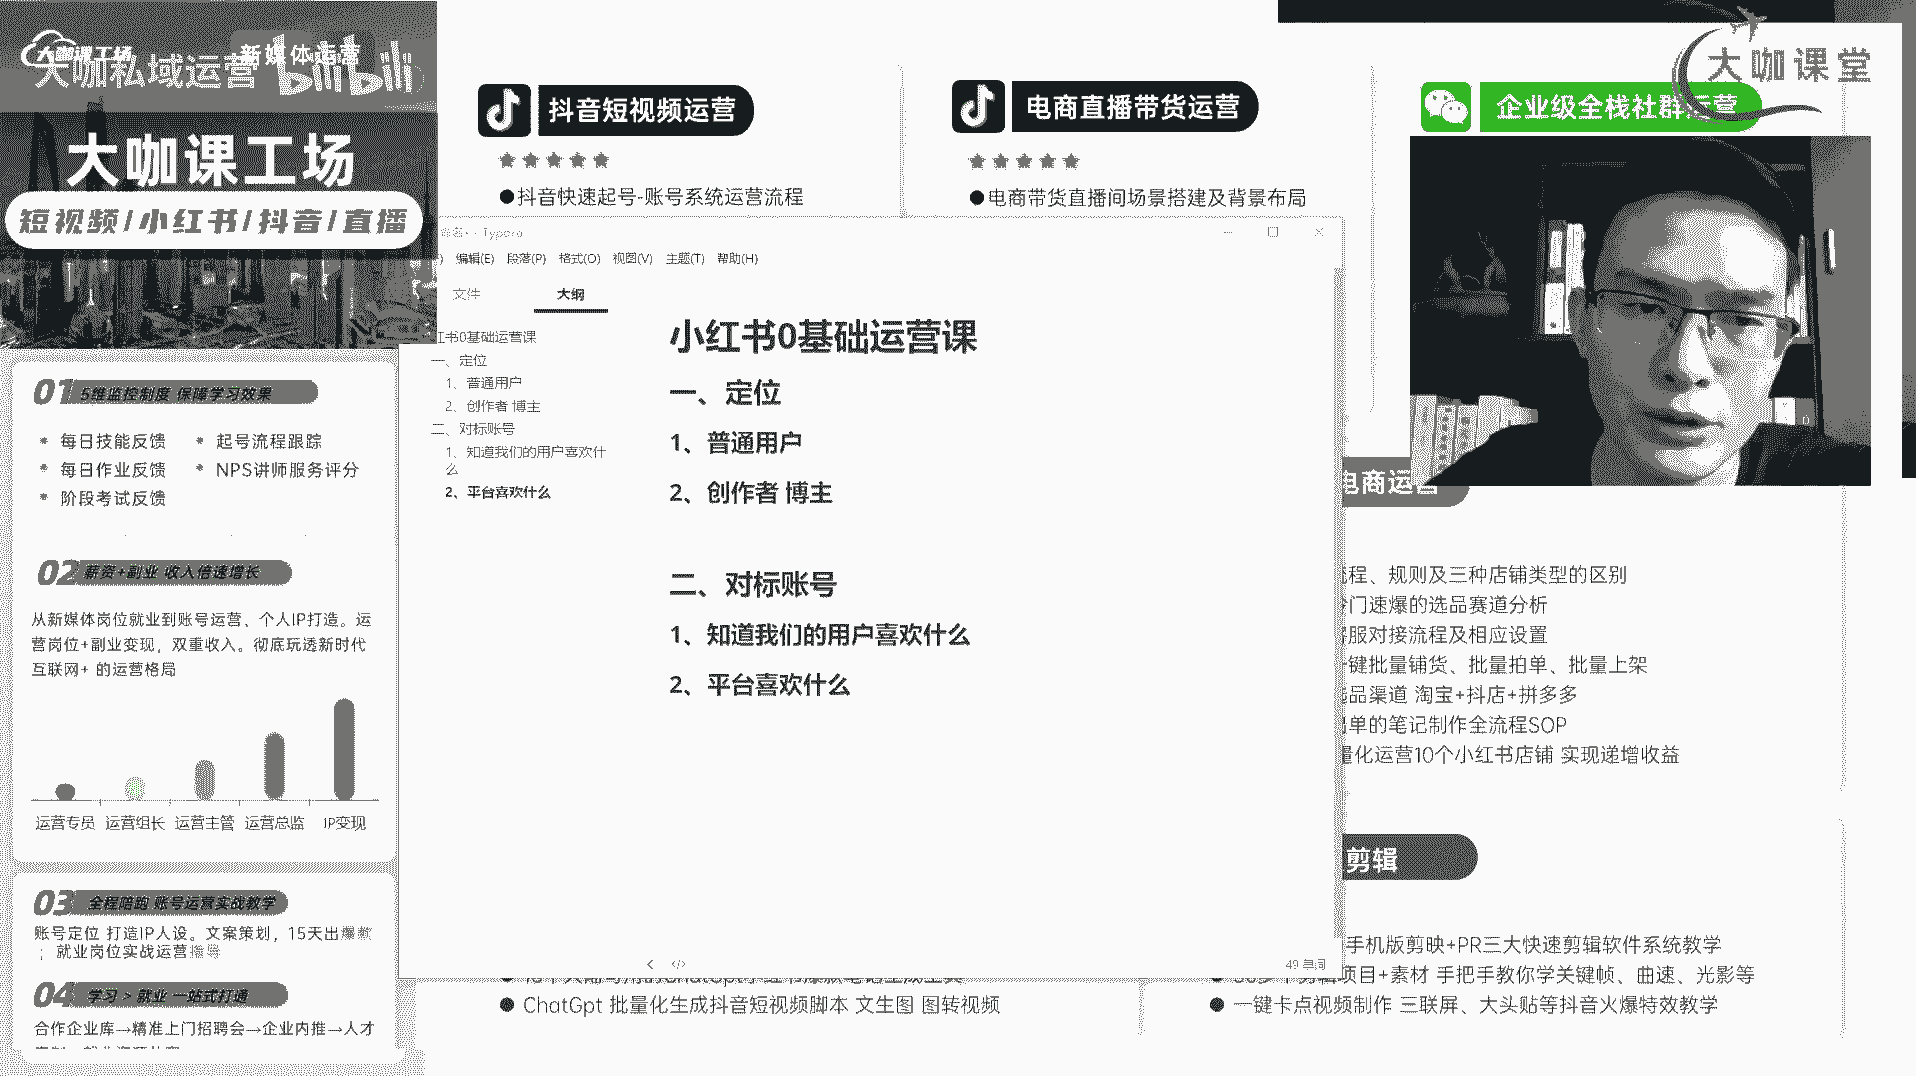 大咖课工场
新媒体运营
大咖私域运营
bilibili
大咖课工场
短视频/小红书/抖音/直播
01 5维监控制度 保障学习效果
每日技能反馈
起号流程跟踪
每日作业反馈
NPS讲师服务评分
阶段考试反馈
02 薪资+副业 收入倍速增长
从新媒体岗位就业到账号运营、个人IP打造。运
营岗位+副业变现，双重收入。彻底玩透新时代
互联网+ 的运营格局
运营专员 运营组长 运营主管 运营总监 IP变现
03 全程陪跑 账号运营实战教学
账号定位 打造IP人设。文案策划，15天出爆款
；就业岗位实战运营指导
04 学习 > 就业 一站式打通
合作企业库→精准上门招聘会→企业内推→人才
抖音短视频运营
●抖音快速起号-账号系统运营流程
电商直播带货运营
●电商带货直播间场景搭建及背景布局
企业级全栈社群运营
大咖课堂
Typora
编辑(E) 段落(P) 格式(O) 视图(V) 主题(T) 帮助(H)
文件 大纲
红书0基础运营课
一、定位
1、普通用户
2、创作者 博主
二、对标账号
1、知道我们的用户喜欢什
么
2、平台喜欢什么
小红书0基础运营课
一、定位
1、普通用户
2、创作者 博主
二、对标账号
1、知道我们的用户喜欢什么
2、平台喜欢什么
49 单词
电商运营
程、规则及三种店铺类型的区别
门速爆的选品赛道分析
服对接流程及相应设置
键批量铺货、批量拍单、批量上架
品渠道 淘宝+抖店+拼多多
单的笔记制作全流程SOP
量化运营10个小红书店铺 实现递增收益
剪辑
手机版剪映+PR三大快速剪辑软件系统教学
项目+素材 手把手教你学关键帧、曲速、光影等
● 一键卡点视频制作 三联屏、大头贴等抖音火爆特效教学
● ChatGpt 批量化生成抖音短视频脚本 文生图 图转视频